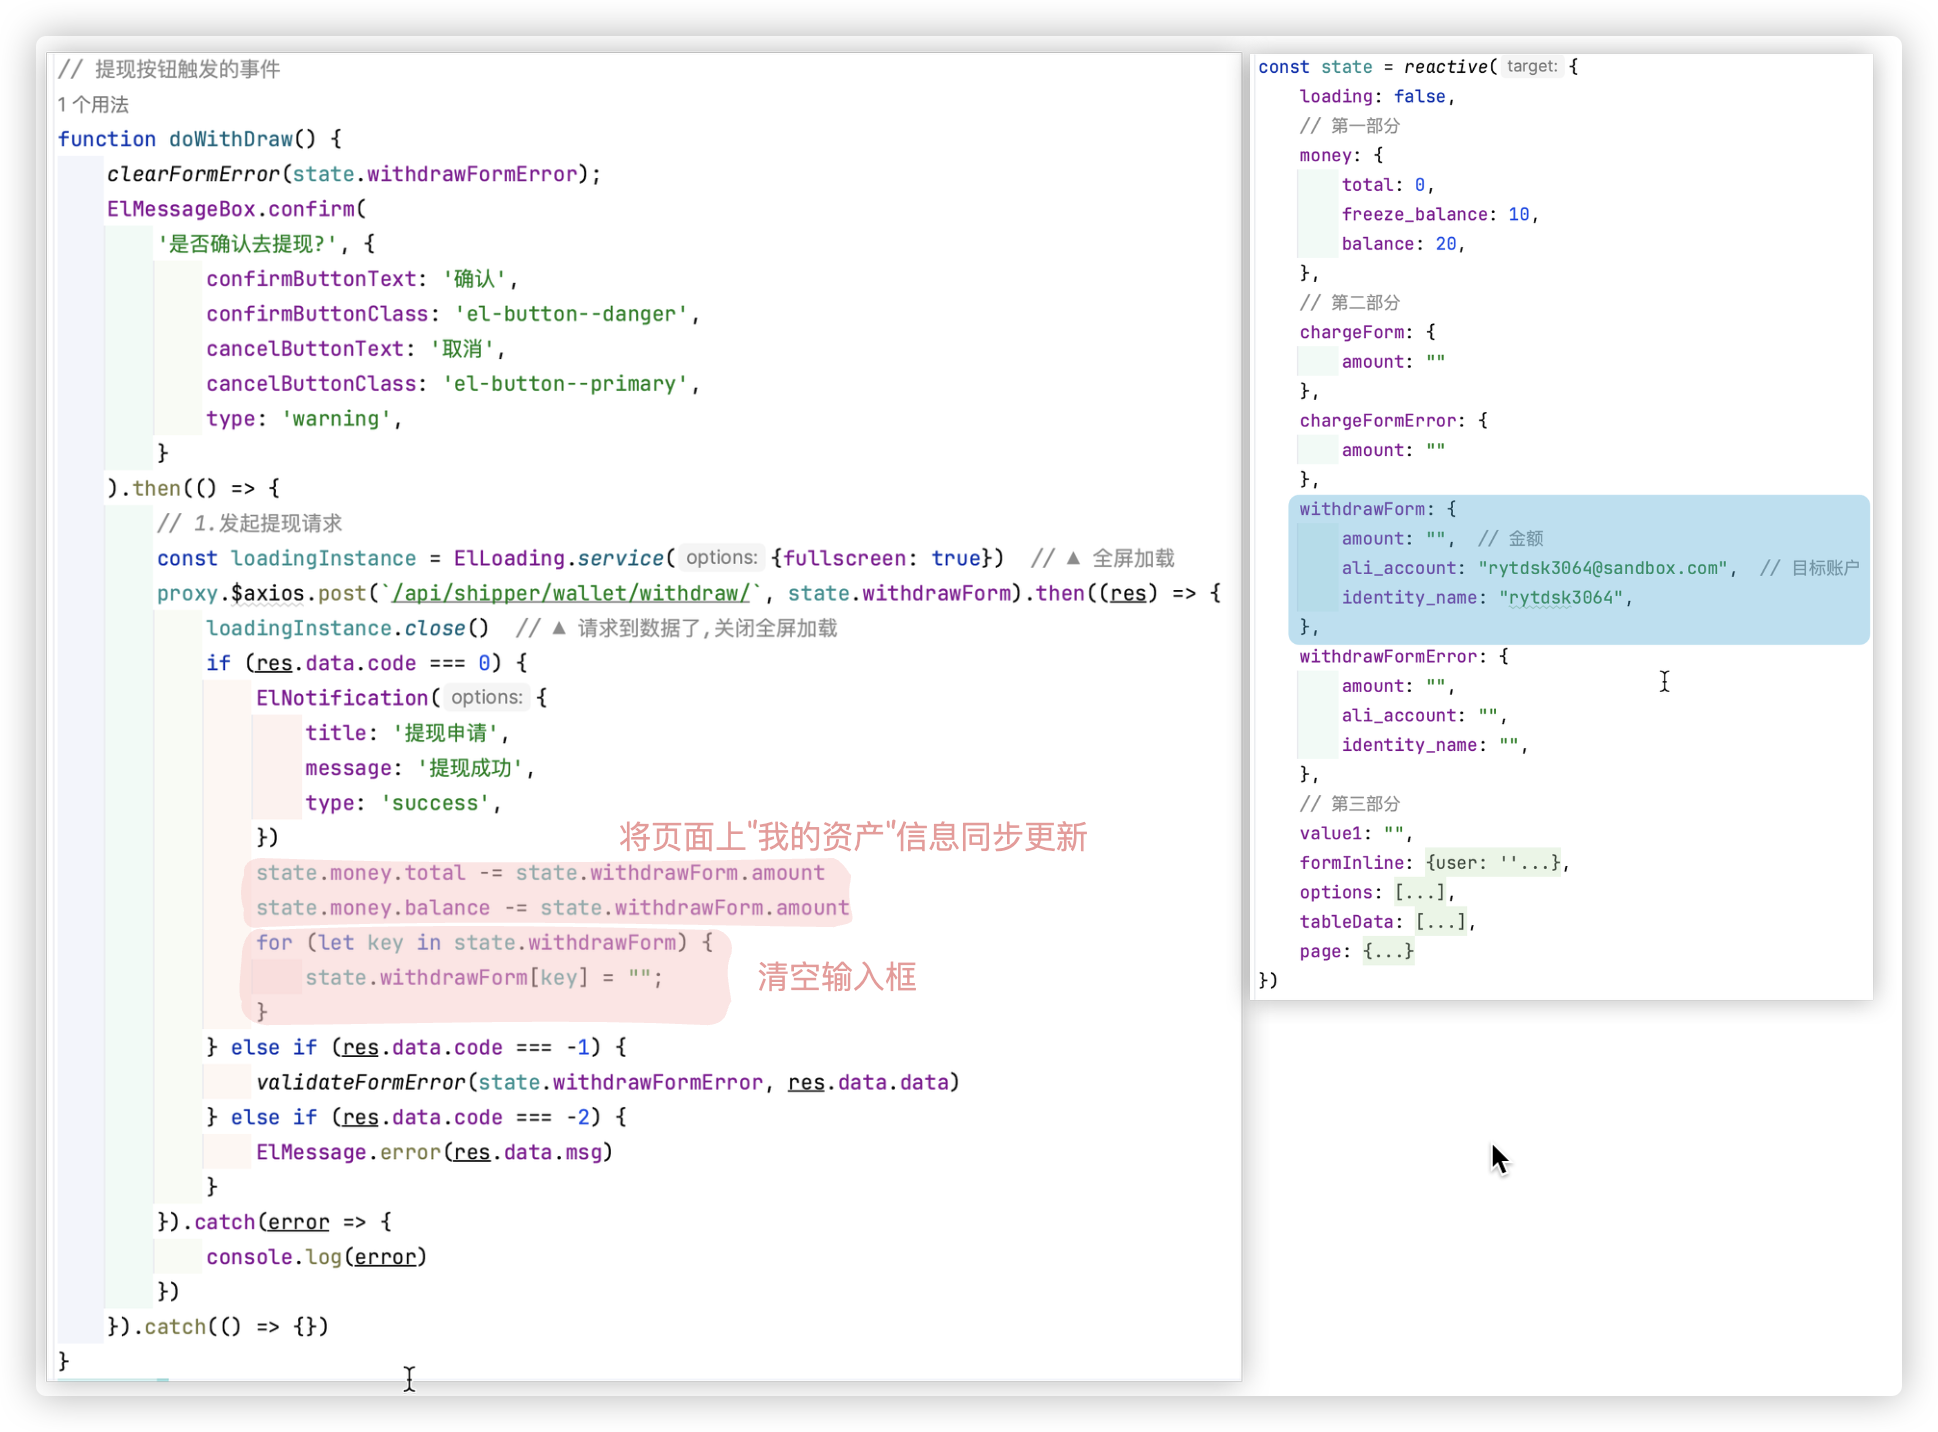 // 提现按钮触发的事件
1 个用法
function doWithDraw() {
    clearFormError(state.withdrawFormError);
    ElMessageBox.confirm(
        '是否确认去提现?', {
            confirmButtonText: '确认',
            confirmButtonClass: 'el-button--danger',
            cancelButtonText: '取消',
            cancelButtonClass: 'el-button--primary',
            type: 'warning',
        }
    ).then(() => {
        // 1.发起提现请求
        const loadingInstance = ElLoading.service( options: {fullscreen: true})  // ▲ 全屏加载
        proxy.$axios.post(`/api/shipper/wallet/withdraw/`, state.withdrawForm).then((res) => {
            loadingInstance.close()  // ▲ 请求到数据了,关闭全屏加载
            if (res.data.code === 0) {
                ElNotification( options: {
                    title: '提现申请',
                    message: '提现成功',
                    type: 'success',
                })
将页面上"我的资产"信息同步更新
                state.money.total -= state.withdrawForm.amount
                state.money.balance -= state.withdrawForm.amount
                for (let key in state.withdrawForm) {
                    state.withdrawForm[key] = "";
清空输入框
                }
            } else if (res.data.code === -1) {
                validateFormError(state.withdrawFormError, res.data.data)
            } else if (res.data.code === -2) {
                ElMessage.error(res.data.msg)
            }
        }).catch(error => {
            console.log(error)
        })
    }).catch(() => {})
}
const state = reactive( target: {
    loading: false,
    // 第一部分
    money: {
        total: 0,
        freeze_balance: 10,
        balance: 20,
    },
    // 第二部分
    chargeForm: {
        amount: ""
    },
    chargeFormError: {
        amount: ""
    },
    withdrawForm: {
        amount: "",  // 金额
        ali_account: "rytdsk3064@sandbox.com",  // 目标账户
        identity_name: "rytdsk3064",
    },
    withdrawFormError: {
        amount: "",
        ali_account: "",
        identity_name: "",
    },
    // 第三部分
    value1: "",
    formInline: {user: ''...},
    options: [...],
    tableData: [...],
    page: {...}
})